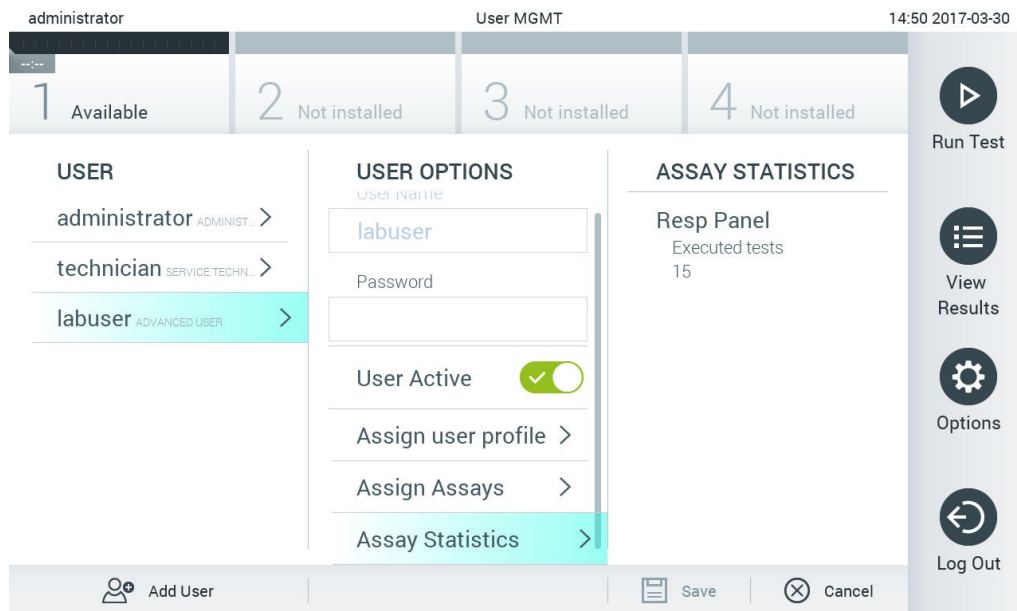 administrator User MGMT 14:50 2017-03-30
--:--
1 Available 2 Not installed 3 Not installed 4 Not installed
Run Test
USER
administrator ADMINIST...
technician SERVICE TECHN...
labuser ADVANCED USER
USER OPTIONS
User Name
labuser
Password
User Active
Assign user profile
Assign Assays
Assay Statistics
ASSAY STATISTICS
Resp Panel
Executed tests
15
View
Results
Options
Log Out
Add User Save Cancel